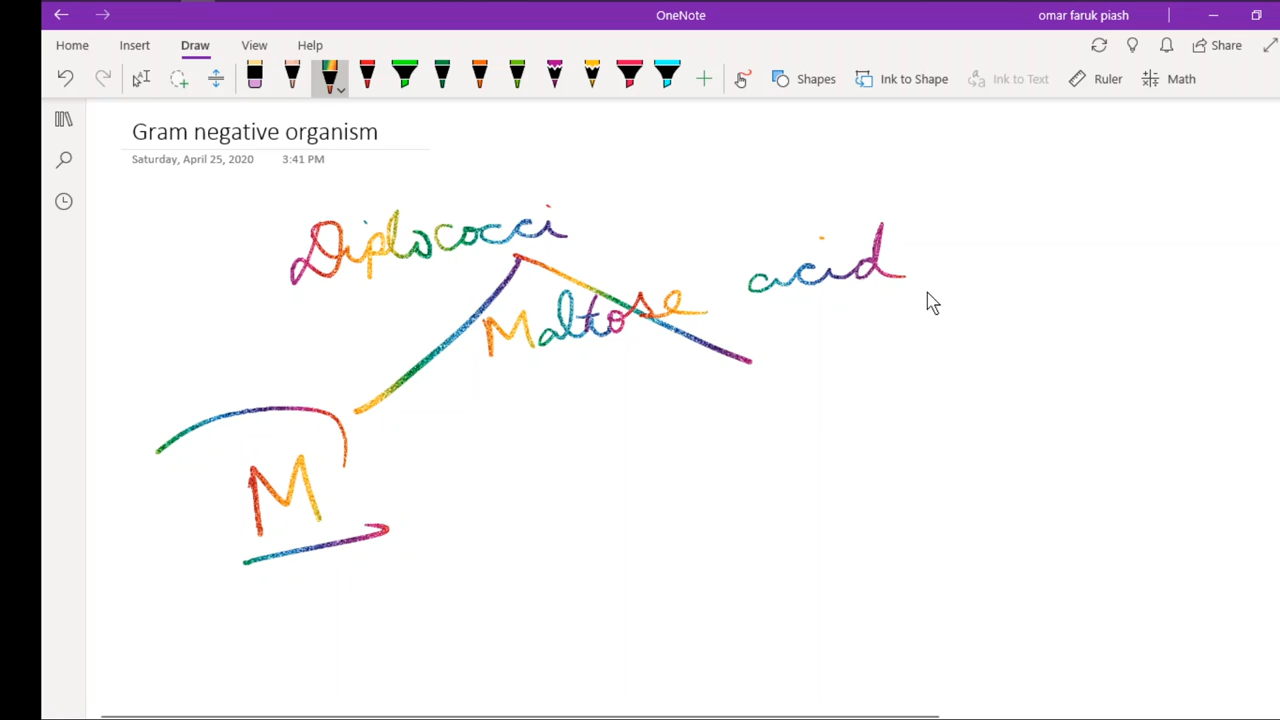 OneNote
omar faruk piash
Home Insert Draw View Help
Share
Shapes Ink to Shape Ink to Text Ruler Math
Gram negative organism
Saturday, April 25, 2020 3:41 PM
Diplococci
acid
Maltose
M